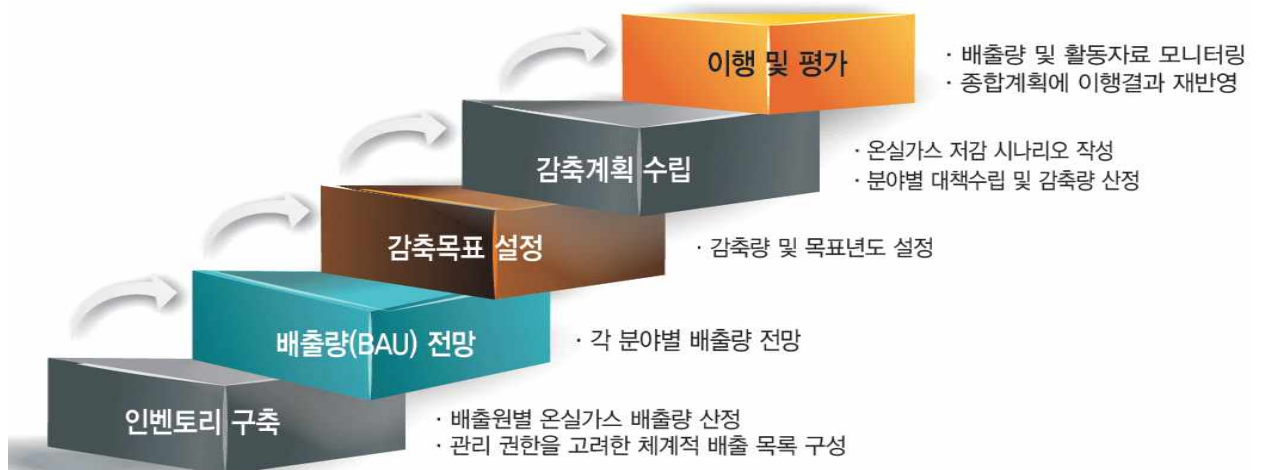 이행 및 평가
· 배출량 및 활동자료 모니터링
· 종합계획에 이행결과 재반영
감축계획 수립
· 온실가스 저감 시나리오 작성
· 분야별 대책수립 및 감축량 산정
감축목표 설정
· 감축량 및 목표년도 설정
배출량(BAU) 전망
· 각 분야별 배출량 전망
인벤토리 구축
· 배출원별 온실가스 배출량 산정
· 관리 권한을 고려한 체계적 배출 목록 구성